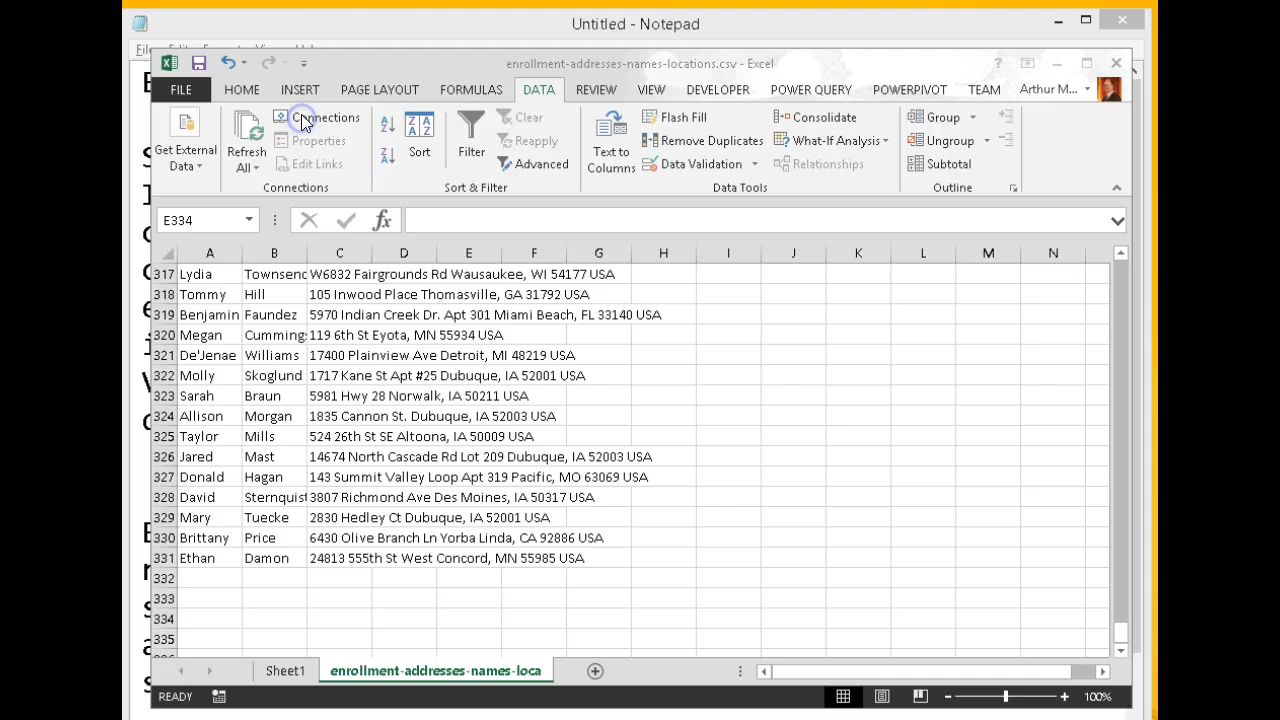 Untitled - Notepad
enrollment-addresses-names-locations.csv - Excel
FILE HOME INSERT PAGE LAYOUT FORMULAS DATA REVIEW VIEW DEVELOPER POWER QUERY POWERPIVOT TEAM Arthur M...
Get External Data
Refresh All
Connections
Properties
Edit Links
Connections
Sort
Filter
Clear
Reapply
Advanced
Sort & Filter
Text to Columns
Flash Fill
Remove Duplicates
Data Validation
Consolidate
What-If Analysis
Relationships
Data Tools
Group
Ungroup
Subtotal
Outline
E334 fx
A B C D E F G H I J K L M N
317 Lydia Townsend W6832 Fairgrounds Rd Wausaukee, WI 54177 USA
318 Tommy Hill 105 Inwood Place Thomasville, GA 31792 USA
319 Benjamin Faundez 5970 Indian Creek Dr. Apt 301 Miami Beach, FL 33140 USA
320 Megan Cummings 119 6th St Eyota, MN 55934 USA
321 De'Jenae Williams 17400 Plainview Ave Detroit, MI 48219 USA
322 Molly Skoglund 1717 Kane St Apt #25 Dubuque, IA 52001 USA
323 Sarah Braun 5981 Hwy 28 Norwalk, IA 50211 USA
324 Allison Morgan 1835 Cannon St. Dubuque, IA 52003 USA
325 Taylor Mills 524 26th St SE Altoona, IA 50009 USA
326 Jared Mast 14674 North Cascade Rd Lot 209 Dubuque, IA 52003 USA
327 Donald Hagan 143 Summit Valley Loop Apt 319 Pacific, MO 63069 USA
328 David Sternquist 3807 Richmond Ave Des Moines, IA 50317 USA
329 Mary Tuecke 2830 Hedley Ct Dubuque, IA 52001 USA
330 Brittany Price 6430 Olive Branch Ln Yorba Linda, CA 92886 USA
331 Ethan Damon 24813 555th St West Concord, MN 55985 USA
332
333
334
335
Sheet1 enrollment-addresses-names-loca
READY 100%